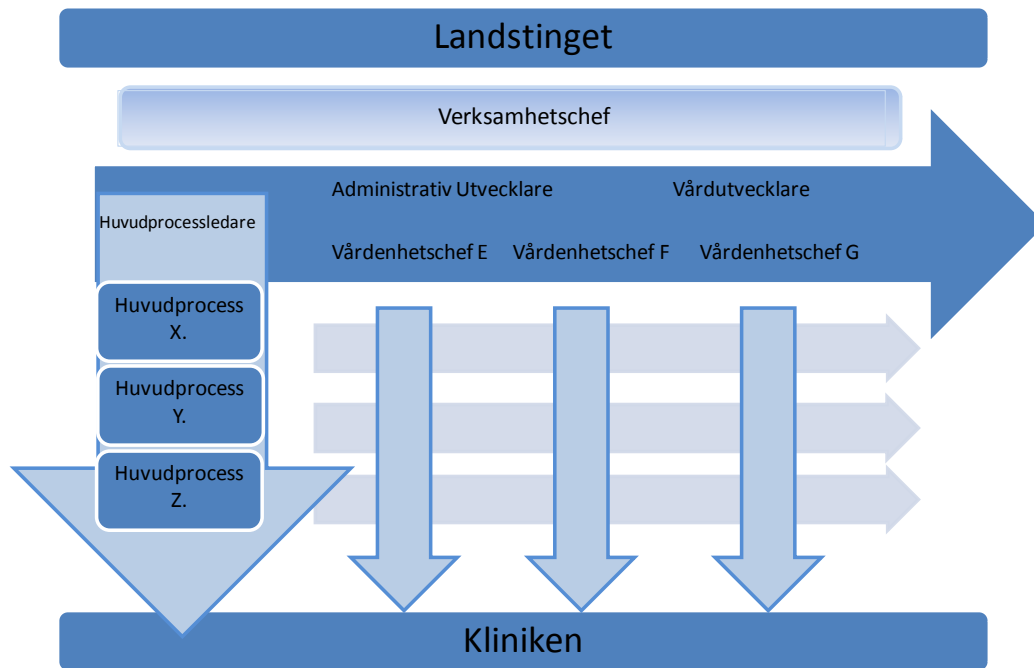 Landstinget
Verksamhetschef
Administrativ Utvecklare Vårdutvecklare
Huvudprocessledare
Vårdenhetschef E Vårdenhetschef F Vårdenhetschef G
Huvudprocess
X.
Huvudprocess
Y.
Huvudprocess
Z.
Kliniken